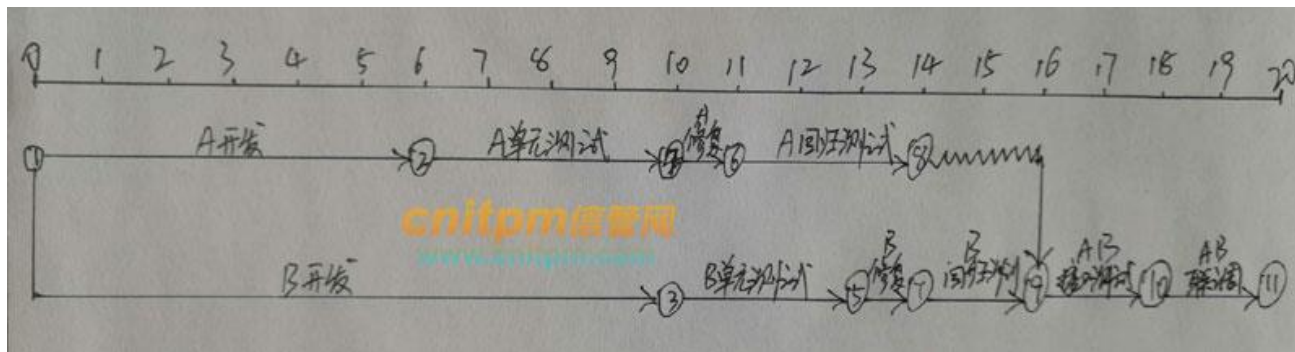 0 1 2 3 4 5 6 7 8 9 10 11 12 13 14 15 16 17 18 19 20
A开发 A单元测试 A修复 A回归测试
① ② ④ ⑥ ⑧
cnitpm信管网
B开发 B单元测试 B修复 B回归测试 AB接口测试 AB联调
③ ⑤ ⑦ ⑨ ⑩ ⑪